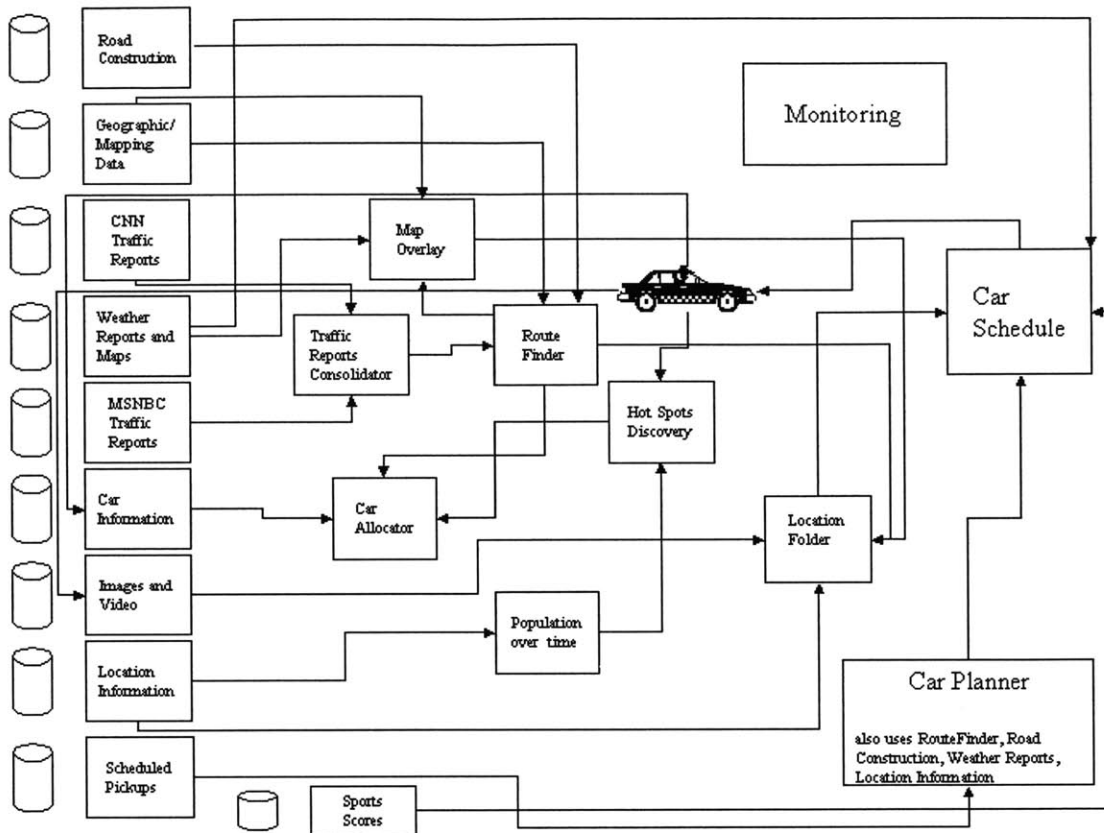 Road
Construction
Geographic/
Mapping
Data
CNN
Traffic
Reports
Weather
Reports and
Maps
MSNBC
Traffic
Reports
Car
Information
Images and
Video
Location
Information
Scheduled
Pickups
Sports
Scores
Map
Overlay
Traffic
Reports
Consolidator
Route
Finder
Hot Spots
Discovery
Car
Allocator
Population
over time
Location
Folder
Monitoring
Car
Schedule
Car Planner
also uses RouteFinder, Road
Construction, Weather Reports,
Location Information